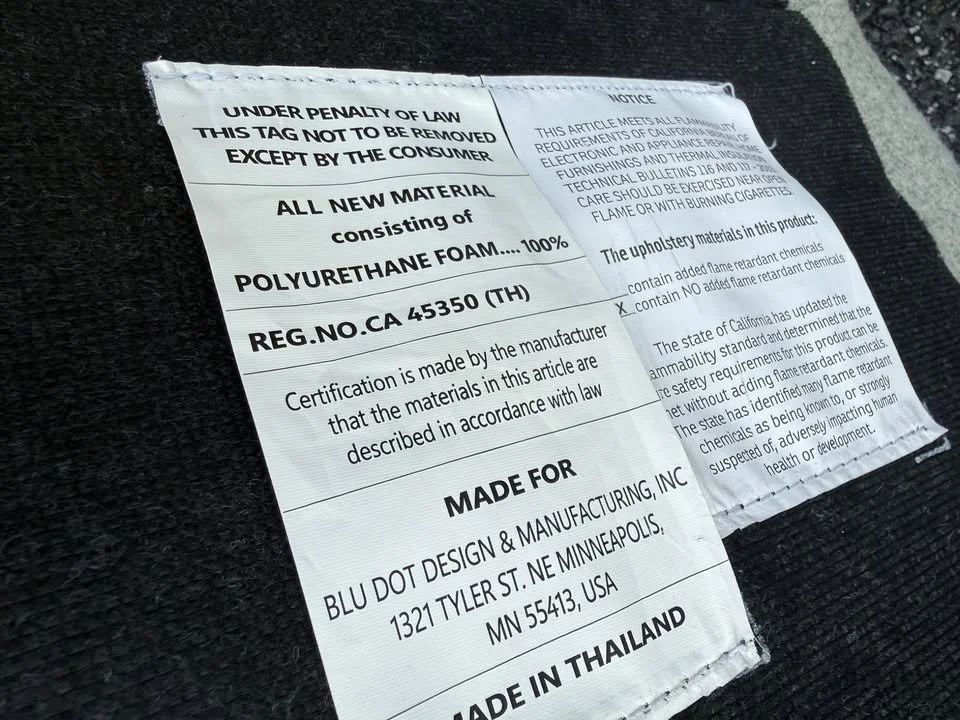 UNDER PENALTY OF LAW
THIS TAG NOT TO BE REMOVED
EXCEPT BY THE CONSUMER
ALL NEW MATERIAL
consisting of
POLYURETHANE FOAM....100%
REG.NO.CA 45350 (TH)
Certification is made by the manufacturer
that the materials in this article are
described in accordance with law
MADE FOR
BLU DOT DESIGN & MANUFACTURING, INC
1321 TYLER ST. NE MINNEAPOLIS,
MN 55413, USA
MADE IN THAILAND
NOTICE
THIS ARTICLE MEETS ALL FLAMMABILITY
REQUIREMENTS OF CALIFORNIA OF
ELECTRONIC AND APPLIANCE HOME
FURNISHINGS AND THERMAL INSULATION
TECHNICAL BULLETINS 116 AND 117 -
CARE SHOULD BE EXERCISED NEAR OPEN
FLAME OR WITH BURNING CIGARETTES.
The upholstery materials in this product:
contain added flame retardant chemicals
X contain NO added flame retardant chemicals
The state of California has updated the
ammability standard and determined that the
re safety requirements for this product can be
et without adding flame retardant chemicals.
The state has identified many flame retardant
chemicals as being known to, or strongly
suspected of, adversely impacting human
health or development.